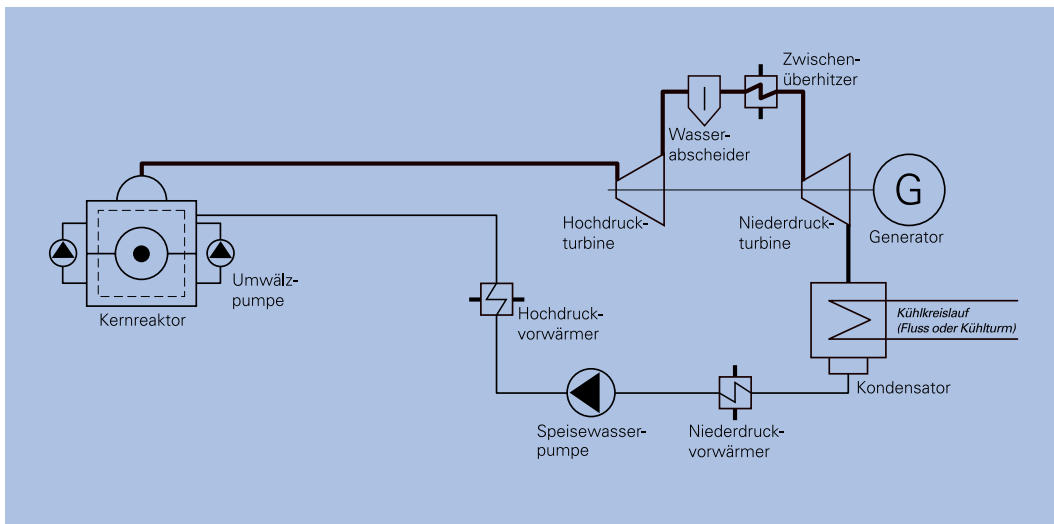 Zwischen-
überhitzer
Wasser-
abscheider
Hochdruck-
turbine
Niederdruck-
turbine
G
Generator
Umwälz-
pumpe
Kernreaktor
Hochdruck-
vorwärmer
Kühlkreislauf
(Fluss oder Kühlturm)
Kondensator
Speisewasser-
pumpe
Niederdruck-
vorwärmer